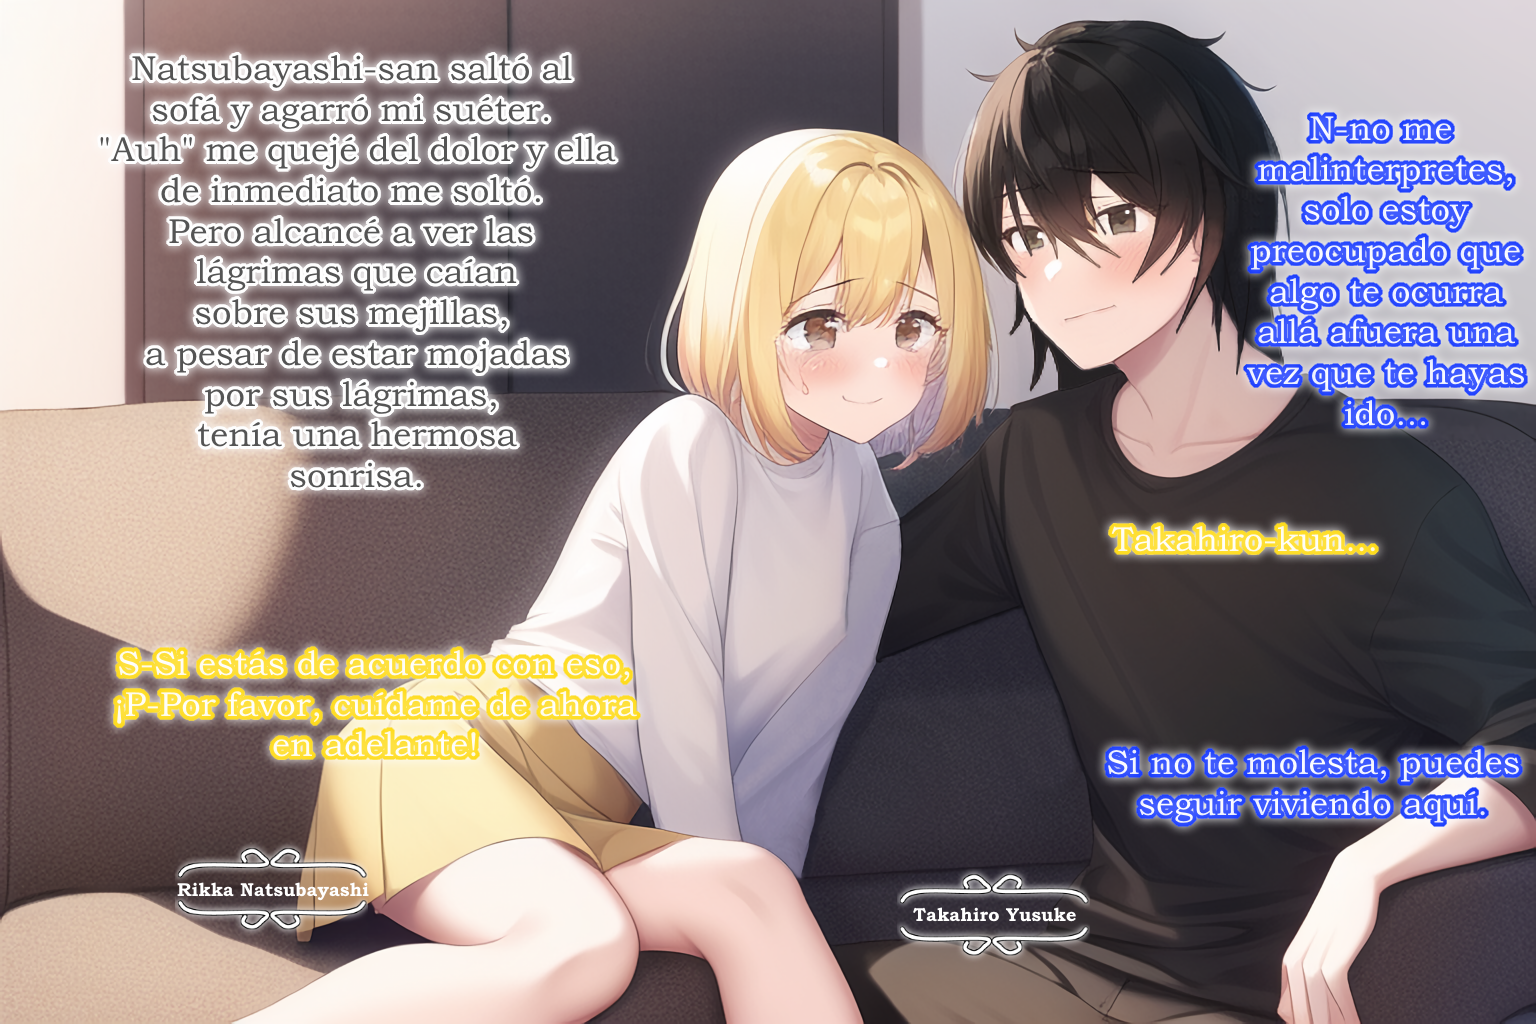 Natsubayashi-san saltó al
sofá y agarró mi suéter.
"Auh" me quejé del dolor y ella
de inmediato me soltó.
Pero alcancé a ver las
lágrimas que caían
sobre sus mejillas,
a pesar de estar mojadas
por sus lágrimas,
tenía una hermosa
sonrisa.
N-no me
malinterpretes,
solo estoy
preocupado que
algo te ocurra
allá afuera una
vez que te hayas
ido...
Takahiro-kun...
Si no te molesta, puedes
seguir viviendo aquí.
S-Si estás de acuerdo con eso,
¡P-Por favor, cuídame de ahora
en adelante!
Rikka Natsubayashi
Takahiro Yusuke